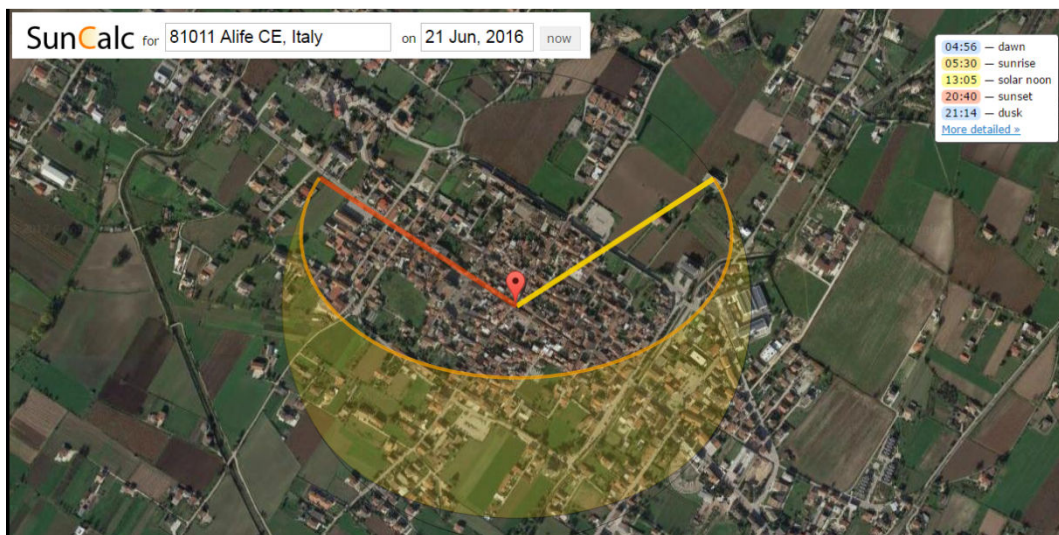 SunCalc for 81011 Alife CE, Italy on 21 Jun, 2016 now
04:56 — dawn
05:30 — sunrise
13:05 — solar noon
20:40 — sunset
21:14 — dusk
More detailed »